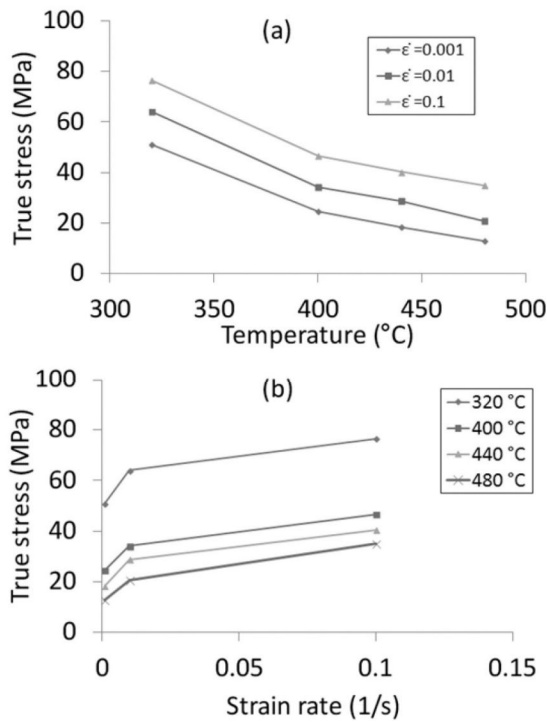 (a)
ε˙=0.001
ε˙=0.01
ε˙=0.1
True stress (MPa)
100
80
60
40
20
0
300 350 400 450 500
Temperature (°C)
(b)
320 °C
400 °C
440 °C
480 °C
True stress (MPa)
100
80
60
40
20
0
0 0.05 0.1 0.15
Strain rate (1/s)